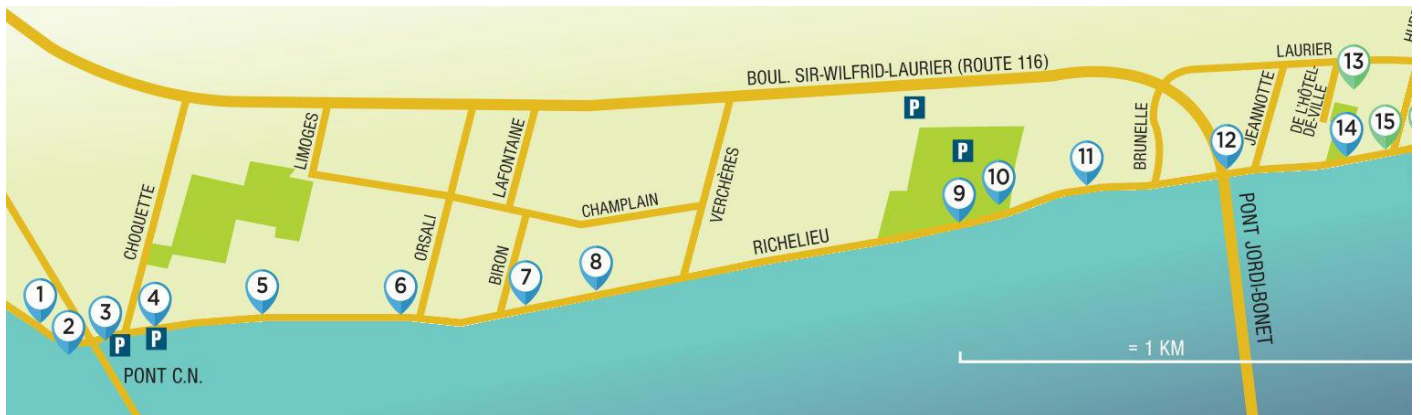 BOUL. SIR-WILFRID-LAURIER (ROUTE 116)
LAURIER
13
P
LIMOGES
LAFONTAINE
VERCHÈRES
BRUNELLE
JEANNOTTE
DE L'HÔTEL-
DE-VILLE
12
14
15
CHOQUETTE
P
11
10
9
CHAMPLAIN
ORSALI
BIRON
RICHELIEU
8
7
6
5
4
3
2
1
P
P
PONT C.N.
PONT JORDI-BONET
= 1 KM